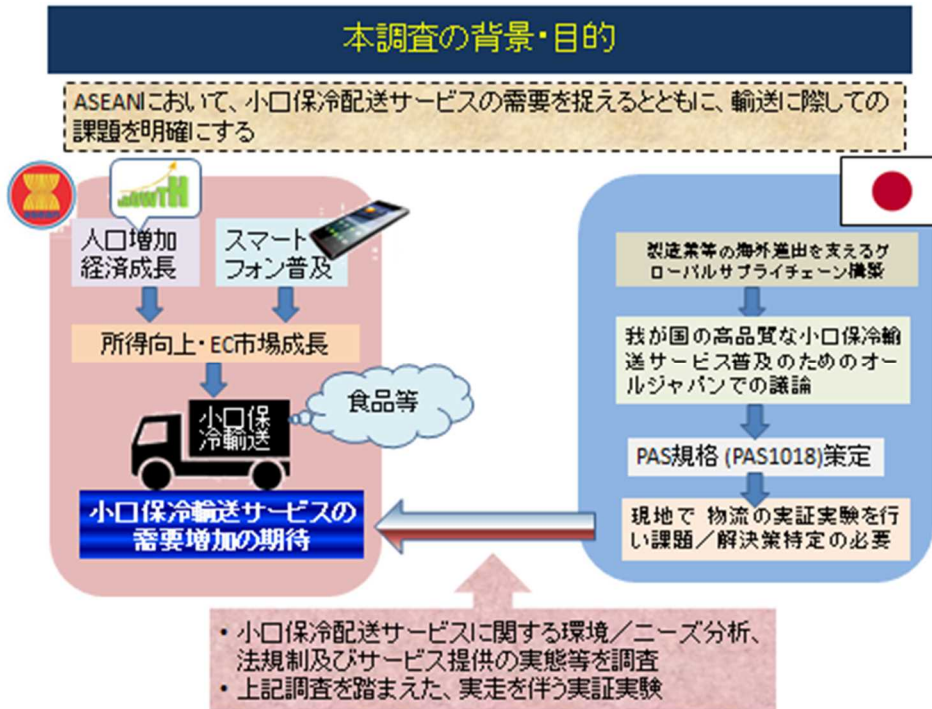 本調査の背景・目的
ASEANにおいて、小口保冷配送サービスの需要を捉えるとともに、輸送に際しての
課題を明確にする
人口増加
経済成長
スマート
フォン普及
所得向上・EC市場成長
小口保
冷輸送
食品等
小口保冷輸送サービスの
需要増加の期待
製造業等の海外進出を支えるグ
ローバルサプライチェーン構築
我が国の高品質な小口保冷輸
送サービス普及のためのオー
ルジャパンでの議論
PAS規格 (PAS1018)策定
現地で 物流の実証実験を行
い課題／解決策特定の必要
・小口保冷配送サービスに関する環境／ニーズ分析、
法規制及びサービス提供の実態等を調査
・上記調査を踏まえた、実走を伴う実証実験